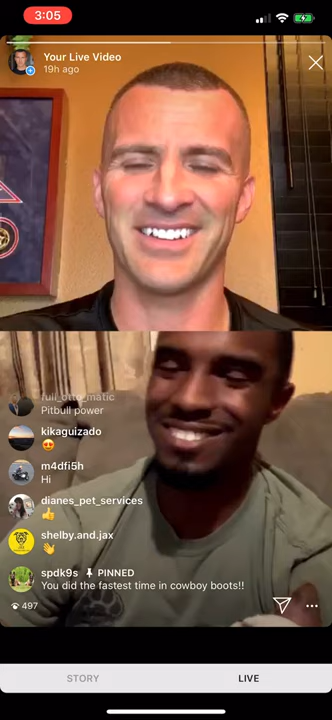 3:05
Your Live Video
19h ago
full_otto_matic
Pitbull power
kikaguizado
😍
m4dfi5h
Hi
dianes_pet_services
👍
shelby.and.jax
👋
spdk9s PINNED
You did the fastest time in cowboy boots!!
497
STORY
LIVE